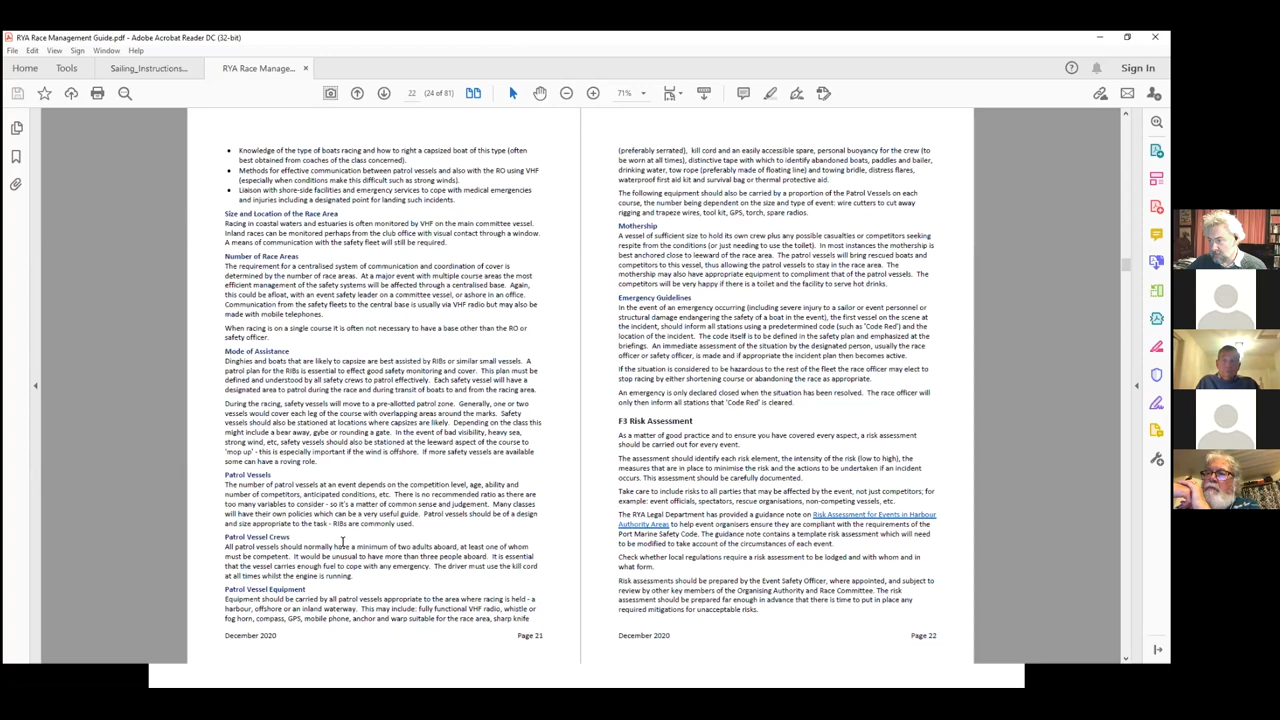 RYA Race Management Guide.pdf - Adobe Acrobat Reader DC (32-bit)
File Edit View Sign Window Help
Home Tools Sailing_Instructions... RYA Race Manage... × Sign In
22 (24 of 81) 71%
• Knowledge of the type of boats racing and how to right a capsized boat of this type (often
best obtained from coaches of the class concerned).
• Methods for effective communication between patrol vessels and also with the RO using VHF
(especially when conditions make this difficult such as strong winds).
• Liaison with shore-side facilities and emergency services to cope with medical emergencies
and injuries including a designated point for landing such incidents.
Size and Location of the Race Area
Racing in coastal waters and estuaries is often monitored by VHF on the main committee vessel.
Inland races can be monitored perhaps from the club office with visual contact through a window.
A means of communication with the safety fleet will still be required.
Number of Race Areas
The requirement for a centralised system of communication and coordination of cover is
determined by the number of race areas. At a major event with multiple course areas the most
efficient management of the safety systems will be affected through a centralised base. Again,
this could be afloat, with an event safety leader on a committee vessel, or ashore in an office.
Communication from the safety fleets to the central base is usually via VHF radio but may also be
made with mobile telephones.
When racing is on a single course it is often not necessary to have a base other than the RO or
safety officer.
Mode of Assistance
Dinghies and boats that are likely to capsize are best assisted by RIBs or similar small vessels. A
patrol plan for the RIBs is essential to effect good safety monitoring and cover. This plan must be
defined and understood by all safety crews to patrol effectively. Each safety vessel will have a
designated area to patrol during the race and during transit of boats to and from the racing area.
During the racing, safety vessels will move to a pre-allotted patrol zone. Generally, one or two
vessels would cover each leg of the course with overlapping areas around the marks. Safety
vessels should also be stationed at locations where capsizes are likely. Depending on the class this
might include a bear away, gybe or rounding a gate. In the event of bad visibility, heavy sea,
strong wind, etc, safety vessels should also be stationed at the leeward aspect of the course to
'mop up' - this is especially important if the wind is offshore. If more safety vessels are available
some can have a roving role.
Patrol Vessels
The number of patrol vessels at an event depends on the competition level, age, ability and
number of competitors, anticipated conditions, etc. There is no recommended ratio as there are
too many variables to consider - so it's a matter of common sense and judgement. Many classes
will have their own policies which can be a very useful guide. Patrol vessels should be of a design
and size appropriate to the task - RIBs are commonly used.
Patrol Vessel Crews
All patrol vessels should normally have a minimum of two adults aboard, at least one of whom
must be competent. It would be unusual to have more than three people aboard. It is essential
that the vessel carries enough fuel to cope with any emergency. The driver must use the kill cord
at all times whilst the engine is running.
Patrol Vessel Equipment
Equipment should be carried by all patrol vessels appropriate to the area where racing is held - a
harbour, offshore or an inland waterway. This may include: fully functional VHF radio, whistle or
fog horn, compass, GPS, mobile phone, anchor and warp suitable for the race area, sharp knife
December 2020 Page 21
(preferably serrated), kill cord and an easily accessible spare, personal buoyancy for the crew (to
be worn at all times), distinctive tape with which to identify abandoned boats, paddles and bailer,
drinking water, tow rope (preferably made of floating line) and towing bridle, distress flares,
waterproof first aid kit and survival bag or thermal protective aid.
The following equipment should also be carried by a proportion of the Patrol Vessels on each
course, the number being dependent on the size and type of event: wire cutters to cut away
rigging and trapeze wires, tool kit, GPS, torch, spare radios.
Mothership
A vessel of sufficient size to hold its own crew plus any possible casualties or competitors seeking
respite from the conditions (or just needing to use the toilet). In most instances the mothership is
best anchored close to leeward of the race area. The patrol vessels will bring rescued boats and
competitors to this vessel, thus allowing the patrol vessels to stay in the race area. The
mothership may also have appropriate equipment to compliment that of the patrol vessels. The
competitors will be very happy if there is a toilet and the facility to serve hot drinks.
Emergency Guidelines
In the event of an emergency occurring (including severe injury to a sailor or event personnel or
structural damage endangering the safety of a boat in the event), the first vessel on the scene at
the incident, should inform all stations using a predetermined code (such as 'Code Red') and the
location of the incident. The code itself is to be defined in the safety plan and emphasized at the
briefings. An immediate assessment of the situation by the designated person, usually the race
officer or safety officer, is made and if appropriate the incident plan then becomes active.
If the situation is considered to be hazardous to the rest of the fleet the race officer may elect to
stop racing by either shortening course or abandoning the race as appropriate.
An emergency is only declared closed when the situation has been resolved. The race officer will
only then inform all stations that 'Code Red' is cleared.
F3 Risk Assessment
As a matter of good practice and to ensure you have covered every aspect, a risk assessment
should be carried out for every event.
The assessment should identify each risk element, the intensity of the risk (low to high), the
measures that are in place to minimise the risk and the actions to be undertaken if an incident
occurs. This assessment should be carefully documented.
Take care to include risks to all parties that may be affected by the event, not just competitors; for
example: event officials, spectators, rescue organisations, non-competing vessels, etc.
The RYA Legal Department has provided a guidance note on Risk Assessment for Events in Harbour
Authority Areas to help event organisers ensure they are compliant with the requirements of the
Port Marine Safety Code. The guidance note contains a template risk assessment which will need
to be modified to take account of the circumstances of each event.
Check whether local regulations require a risk assessment to be lodged and with whom and in
what form.
Risk assessments should be prepared by the Event Safety Officer, where appointed, and subject to
review by other key members of the Organising Authority and Race Committee. The risk
assessment should be prepared far enough in advance that there is time to put in place any
required mitigations for unacceptable risks.
December 2020 Page 22